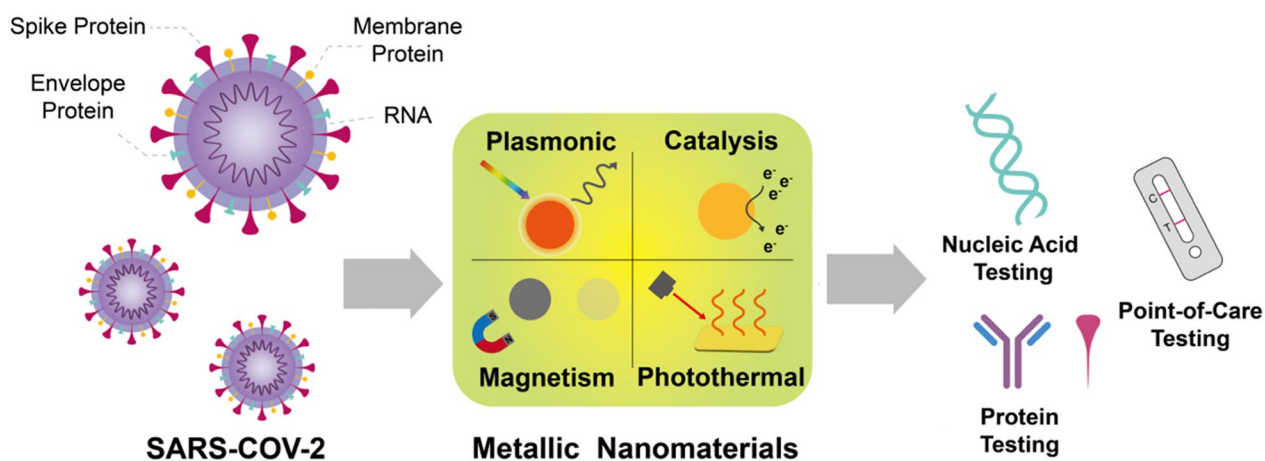 Spike Protein
Membrane
Protein
Envelope
Protein
RNA
SARS-COV-2
Plasmonic
Catalysis
e-
e-
e-
e-
e-
S
N
Magnetism
Photothermal
Metallic Nanomaterials
Nucleic Acid
Testing
C
T
Point-of-Care
Testing
Protein
Testing